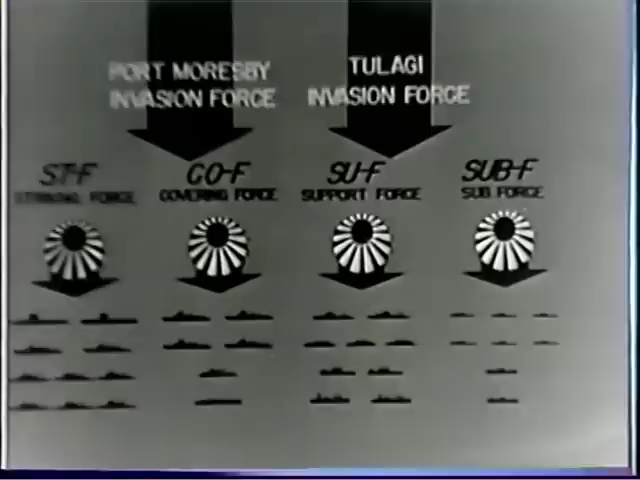 PORT MORESBY
INVASION FORCE
TULAGI
INVASION FORCE
ST-F
STRIKING FORCE
CO-F
COVERING FORCE
SU-F
SUPPORT FORCE
SUB-F
SUB FORCE